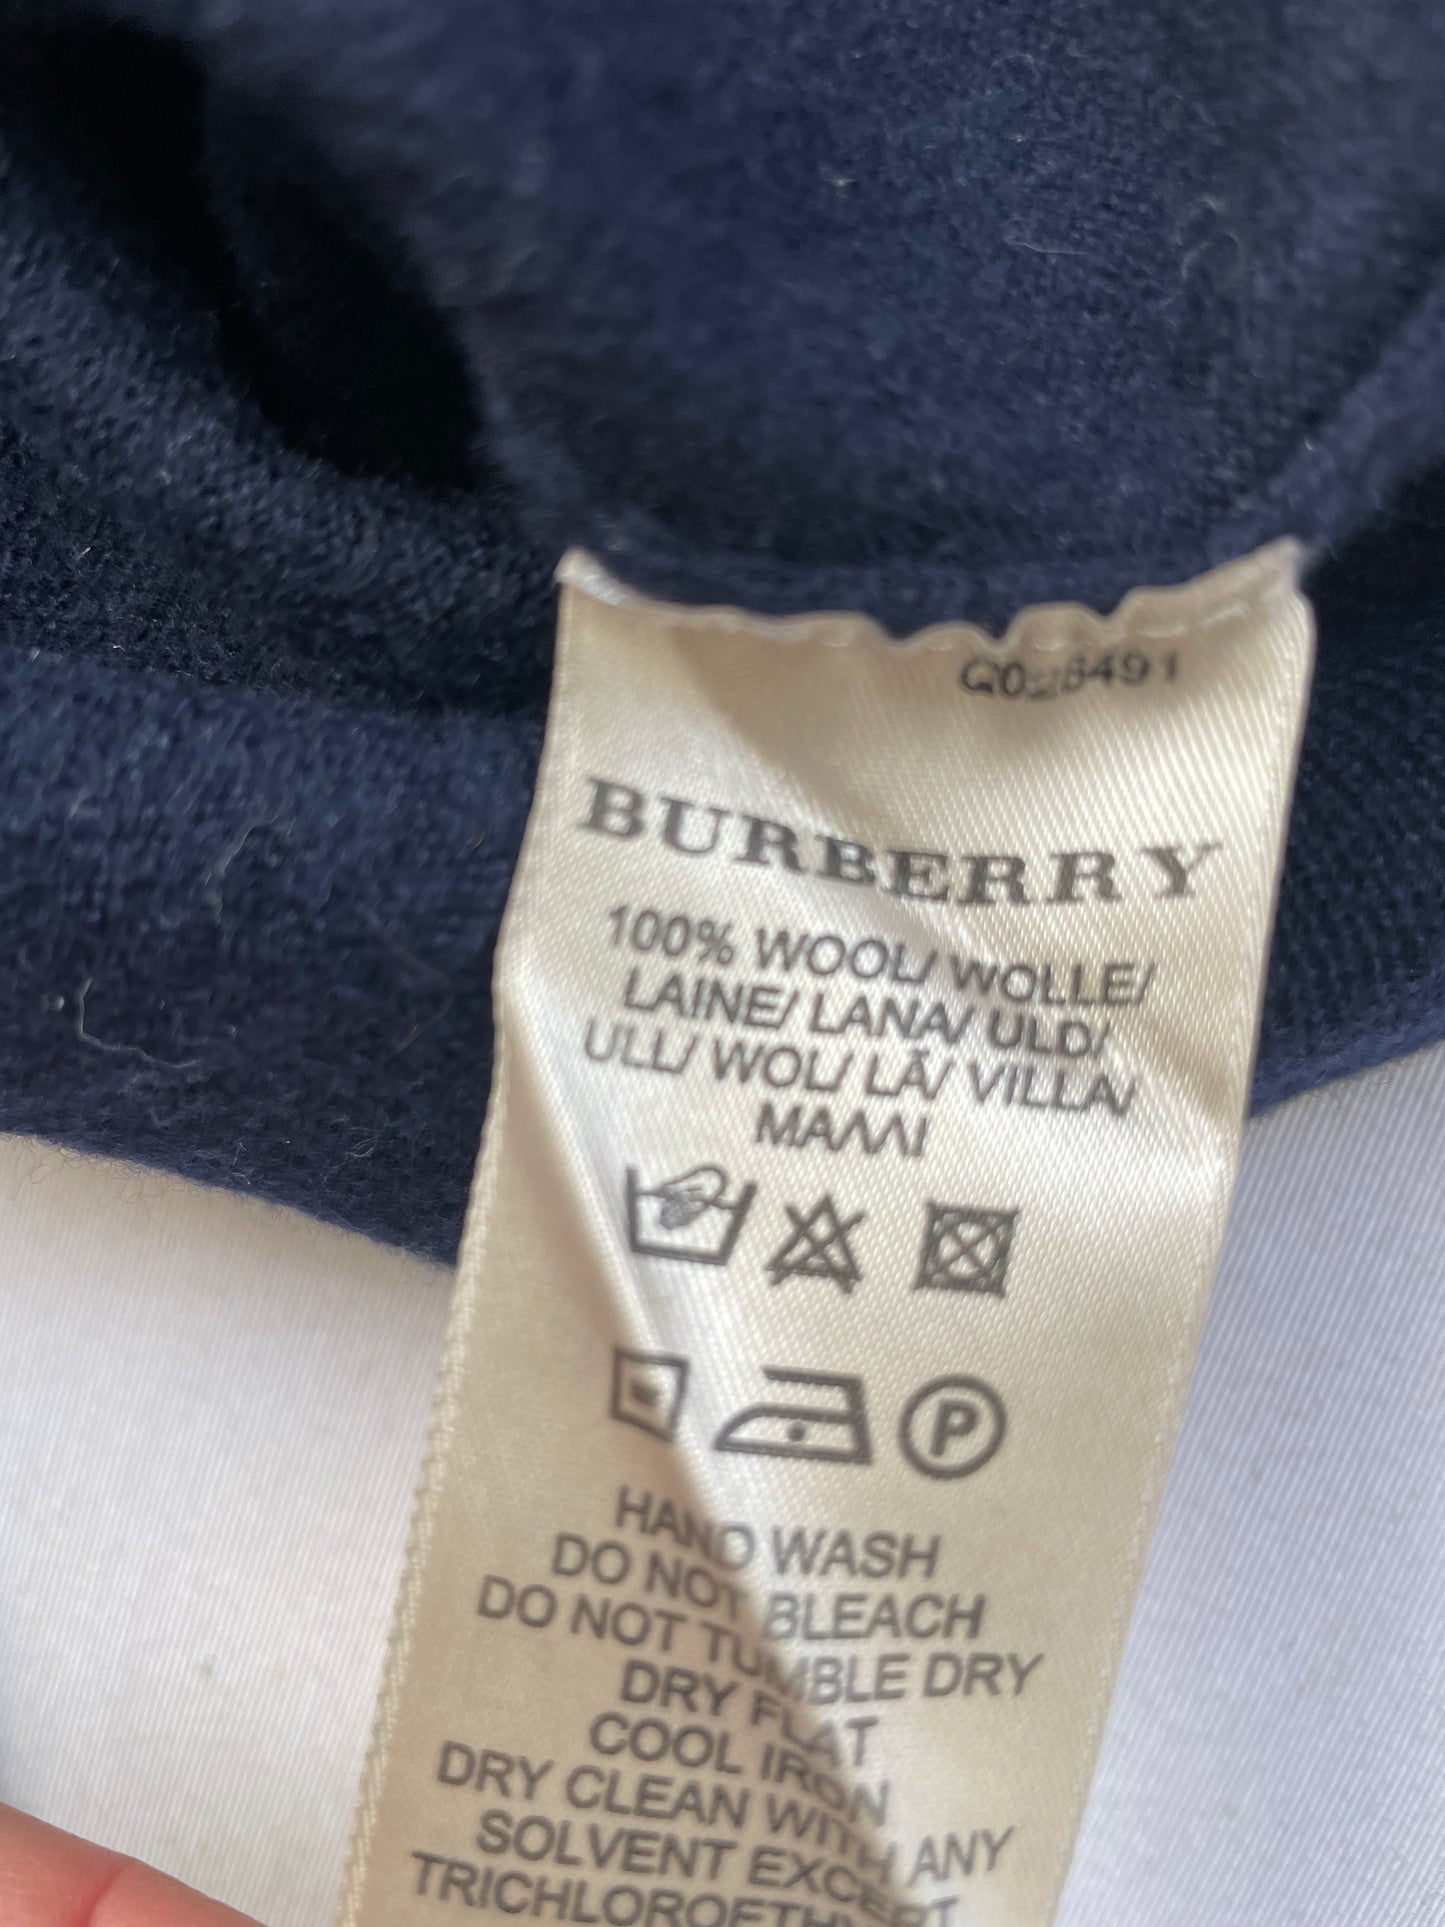 BURBERRY
100% WOOL/ WOLLE/
LAINE/ LANA/ ULD/
ULL/ WOL/ LÃ/ VILLA/
ΜΑΛΛΙ
P
HAND WASH
DO NOT BLEACH
DO NOT TUMBLE DRY
DRY FLAT
COOL IRON
DRY CLEAN WITH ANY
SOLVENT EXCEPT